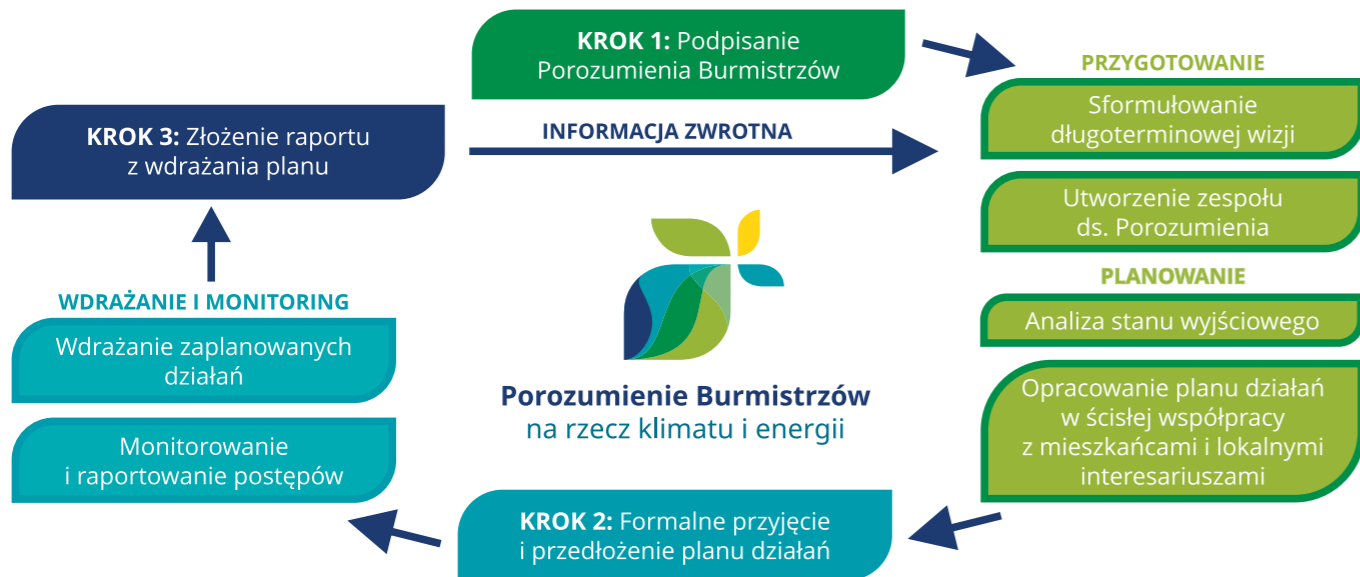 KROK 1: Podpisanie
Porozumienia Burmistrzów
PRZYGOTOWANIE
Sformułowanie
długoterminowej wizji
Utworzenie zespołu
ds. Porozumienia
PLANOWANIE
Analiza stanu wyjściowego
Opracowanie planu działań
w ścisłej współpracy
z mieszkańcami i lokalnymi
interesariuszami
KROK 2: Formalne przyjęcie
i przedłożenie planu działań
WDRAŻANIE I MONITORING
Wdrażanie zaplanowanych
działań
Monitorowanie
i raportowanie postępów
KROK 3: Złożenie raportu
z wdrażania planu
INFORMACJA ZWROTNA
Porozumienie Burmistrzów
na rzecz klimatu i energii